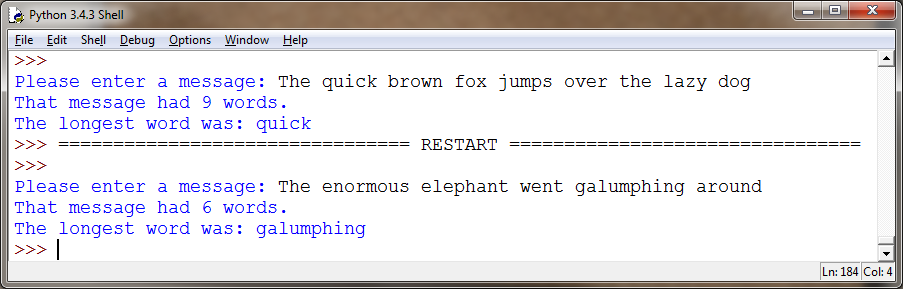 Python 3.4.3 Shell
File Edit Shell Debug Options Window Help
>>>
Please enter a message: The quick brown fox jumps over the lazy dog
That message had 9 words.
The longest word was: quick
>>> ================================ RESTART ================================
>>>
Please enter a message: The enormous elephant went galumphing around
That message had 6 words.
The longest word was: galumphing
>>>
Ln: 184 Col: 4